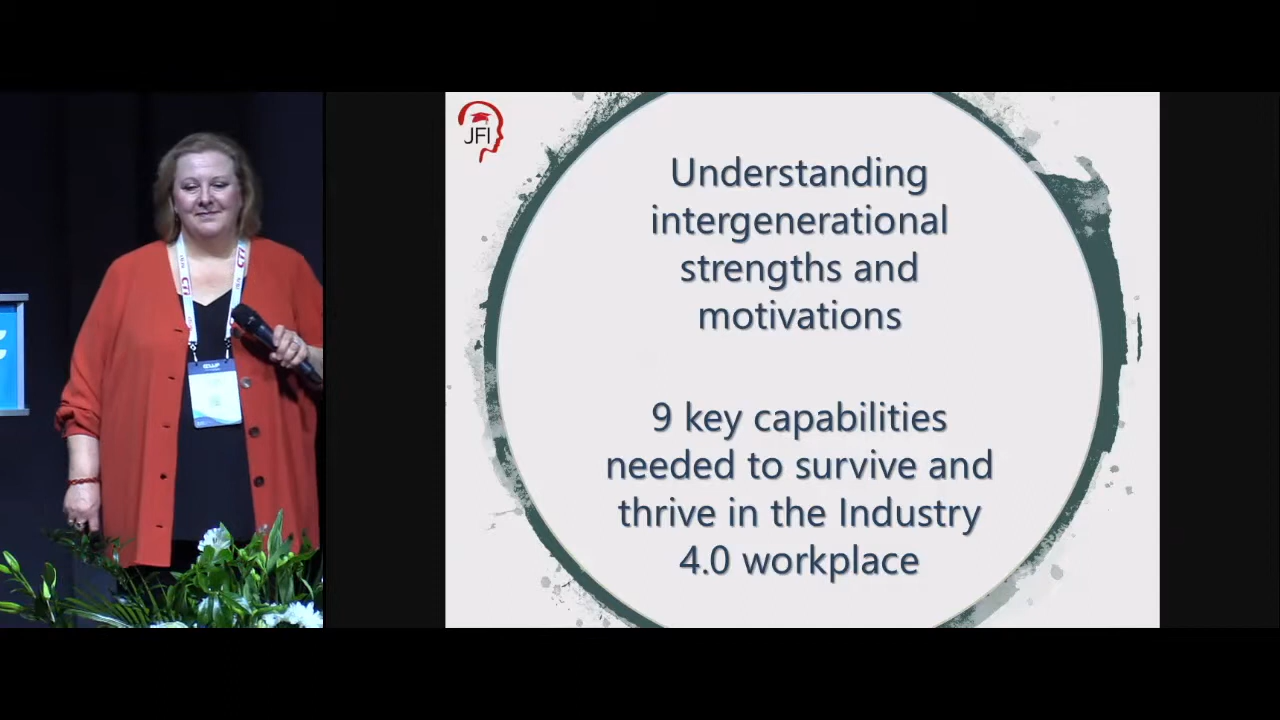 JFI
Understanding
intergenerational
strengths and
motivations
9 key capabilities
needed to survive and
thrive in the Industry
4.0 workplace